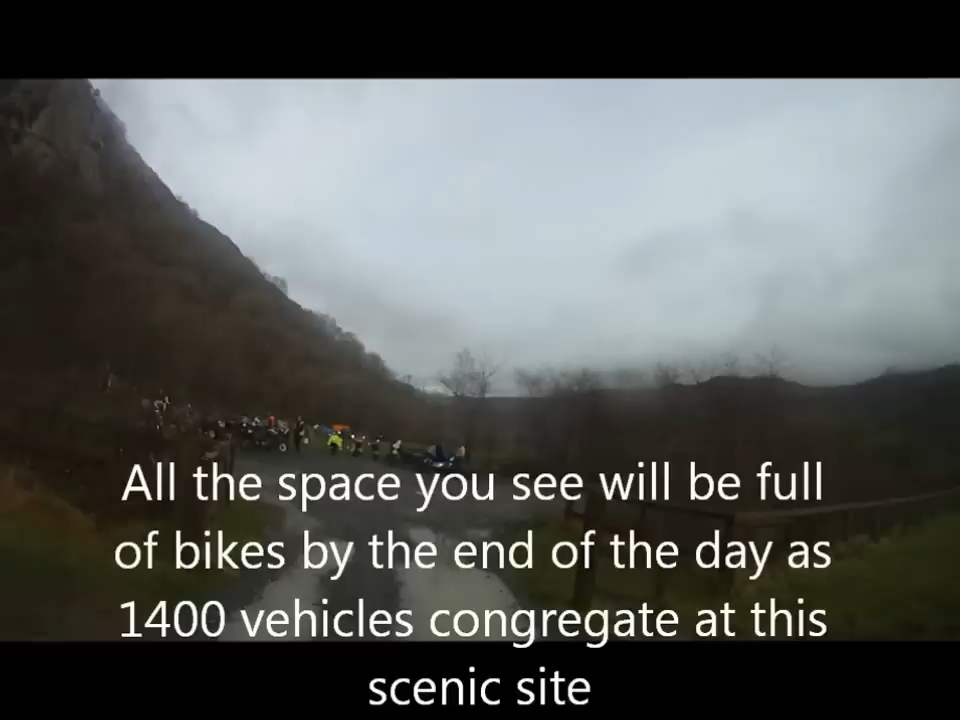 All the space you see will be full
of bikes by the end of the day as
1400 vehicles congregate at this
scenic site